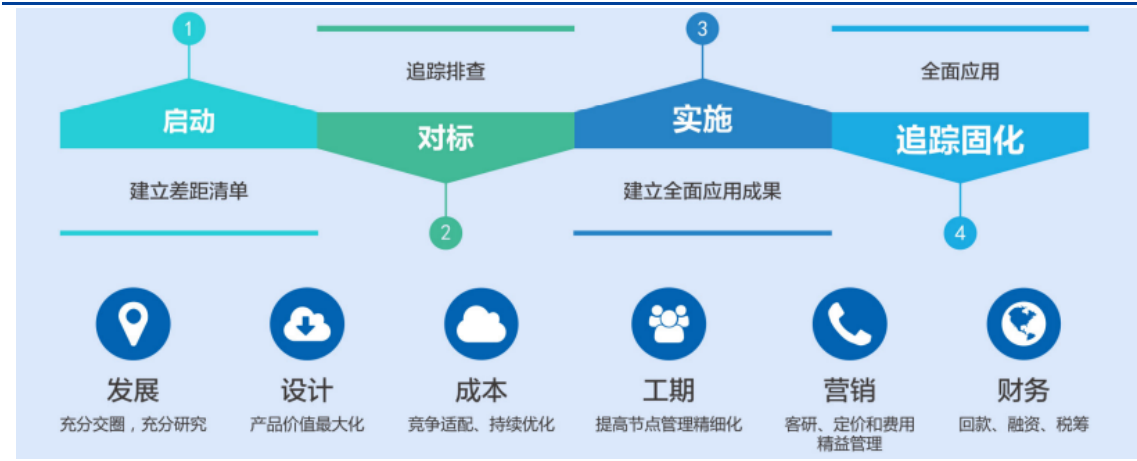 1
3
追踪排查
全面应用
启动
对标
实施
追踪固化
建立差距清单
建立全面应用成果
2
4
发展
设计
成本
工期
营销
财务
充分交圈，充分研究
产品价值最大化
竞争适配、持续优化
提高节点管理精细化
客研、定价和费用
精益管理
回款、融资、税筹